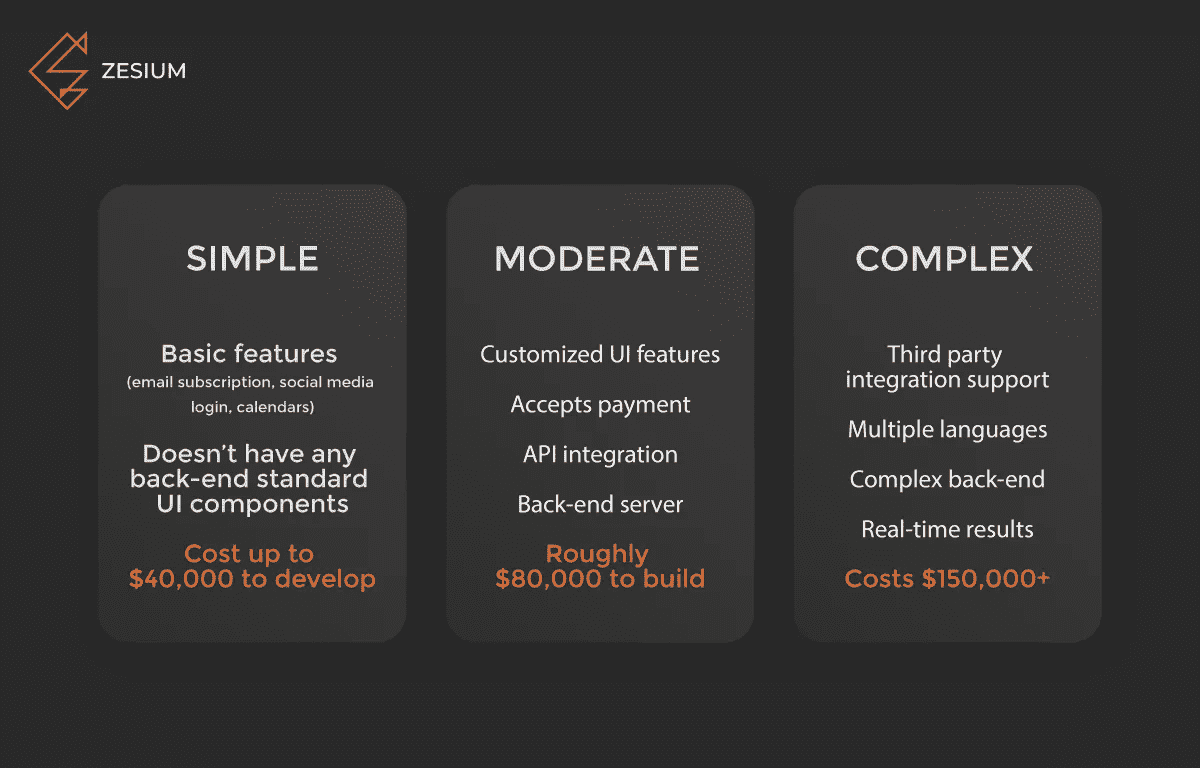 ZESIUM
SIMPLE
Basic features
(email subscription, social media
login, calendars)
Doesn’t have any
back-end standard
UI components
Cost up to
$40,000 to develop
MODERATE
Customized UI features
Accepts payment
API integration
Back-end server
Roughly
$80,000 to build
COMPLEX
Third party
integration support
Multiple languages
Complex back-end
Real-time results
Costs $150,000+